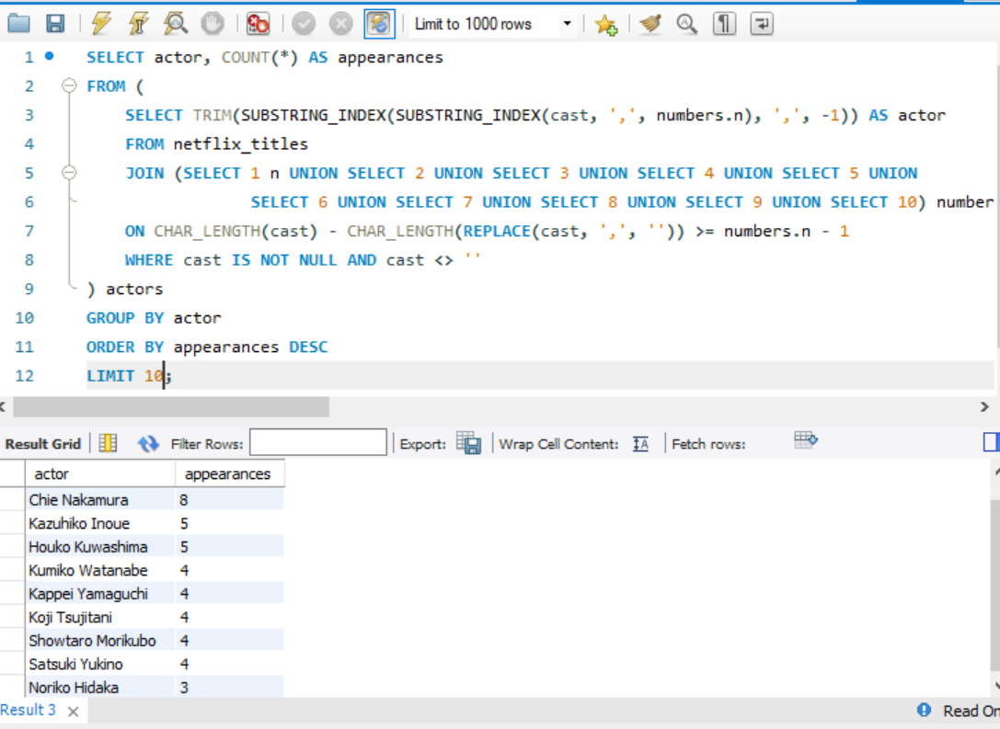 Limit to 1000 rows
1 SELECT actor, COUNT(*) AS appearances
2 FROM (
3 SELECT TRIM(SUBSTRING_INDEX(SUBSTRING_INDEX(cast, ',', numbers.n), ',', -1)) AS actor
4 FROM netflix_titles
5 JOIN (SELECT 1 n UNION SELECT 2 UNION SELECT 3 UNION SELECT 4 UNION SELECT 5 UNION
6 SELECT 6 UNION SELECT 7 UNION SELECT 8 UNION SELECT 9 UNION SELECT 10) number
7 ON CHAR_LENGTH(cast) - CHAR_LENGTH(REPLACE(cast, ',', '')) >= numbers.n - 1
8 WHERE cast IS NOT NULL AND cast <> ''
9 ) actors
10 GROUP BY actor
11 ORDER BY appearances DESC
12 LIMIT 10;
Result Grid Filter Rows: Export: Wrap Cell Content: Fetch rows:
actor appearances
Chie Nakamura 8
Kazuhiko Inoue 5
Houko Kuwashima 5
Kumiko Watanabe 4
Kappei Yamaguchi 4
Koji Tsujitani 4
Showtaro Morikubo 4
Satsuki Yukino 4
Noriko Hidaka 3
Result 3 Read On